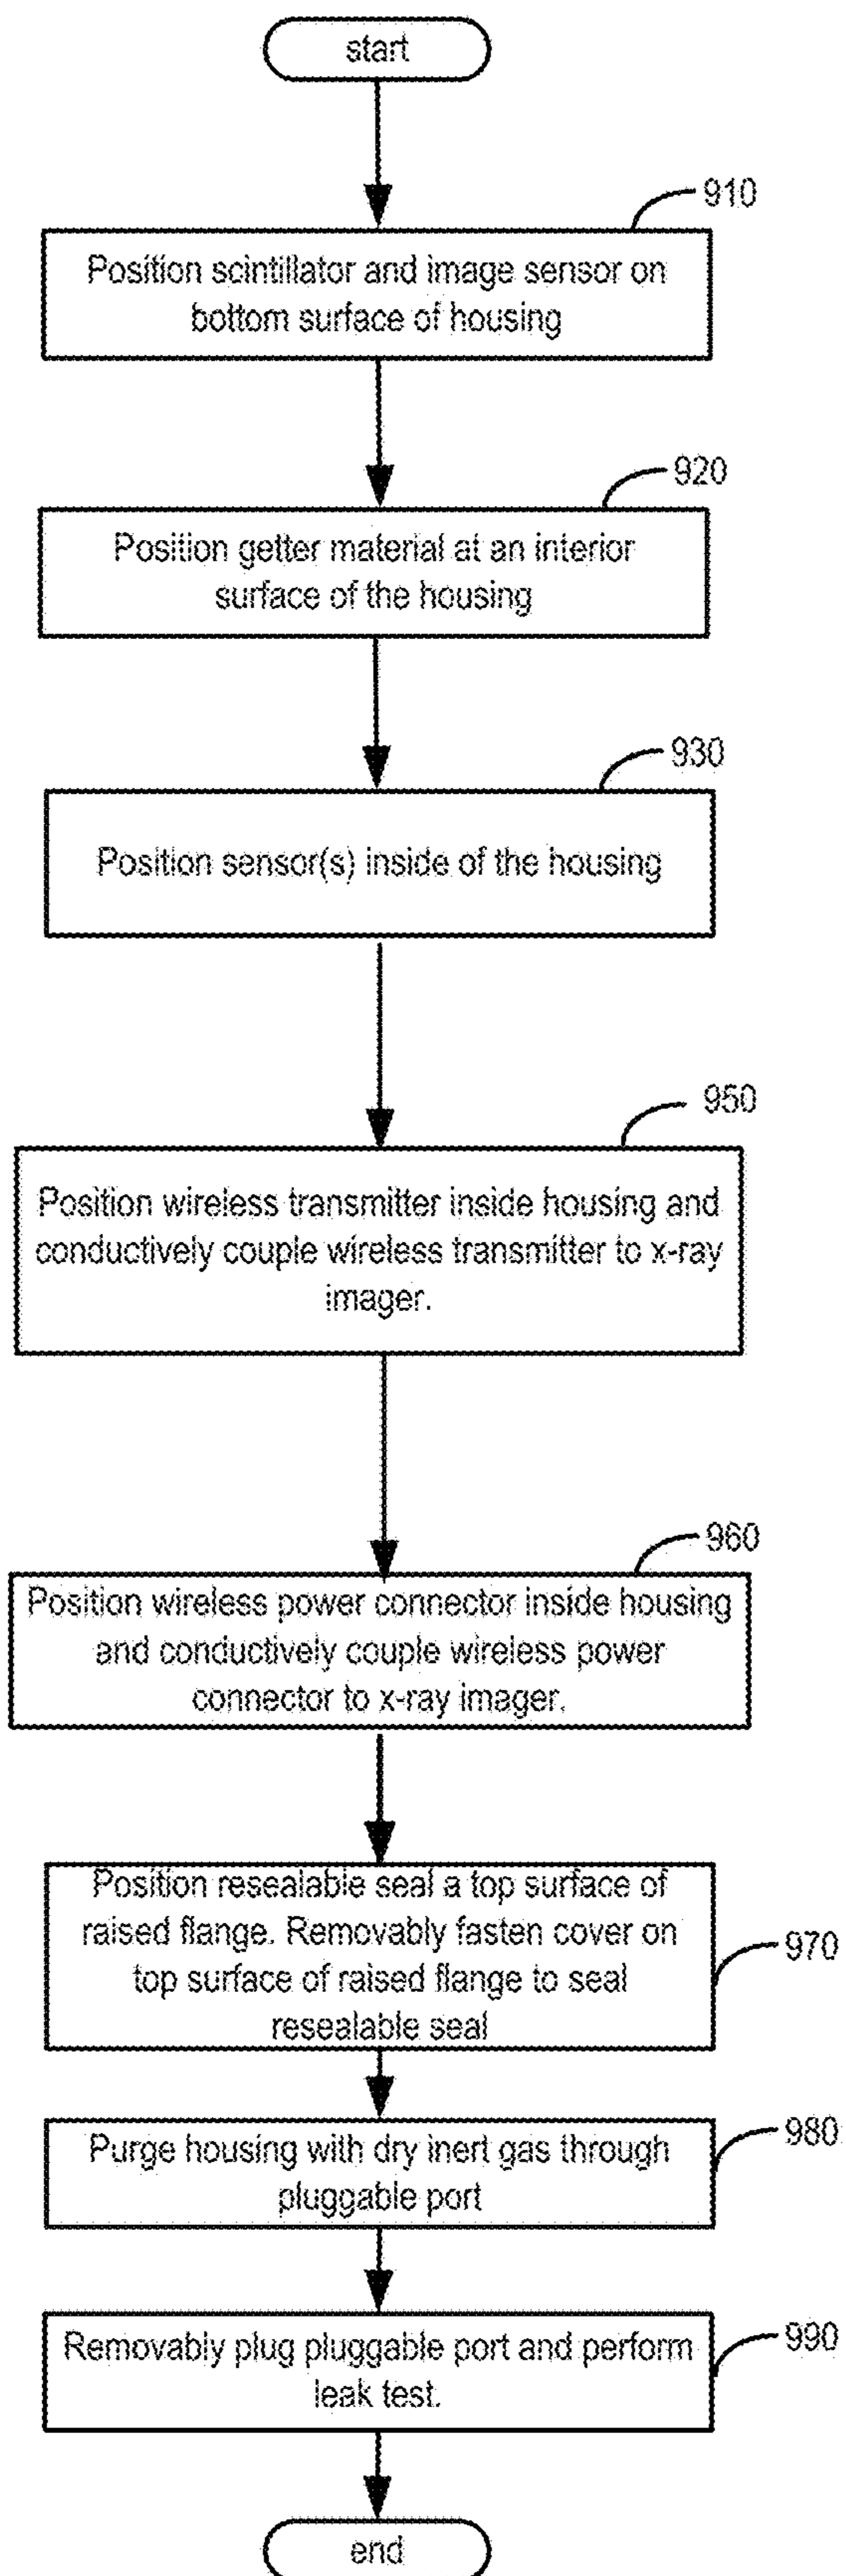 start
910
Position scintillator and image sensor on
bottom surface of housing
920
Position getter material at an interior
surface of the housing
930
Position sensor(s) inside of the housing
950
Position wireless transmitter inside housing and
conductively couple wireless transmitter to x-ray
imager.
960
Position wireless power connector inside housing
and conductively couple wireless power
connector to x-ray imager.
Position resealable seal a top surface of
raised flange. Removably fasten cover on
top surface of raised flange to seal
resealable seal
970
Purge housing with dry inert gas through
pluggable port
980
Removably plug pluggable port and perform
leak test.
990
end